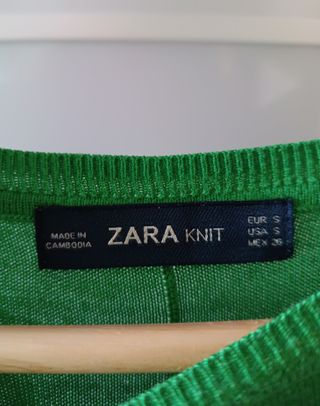 MADE IN
CAMBODIA
ZARA KNIT
EUR S
USA S
MEX 26